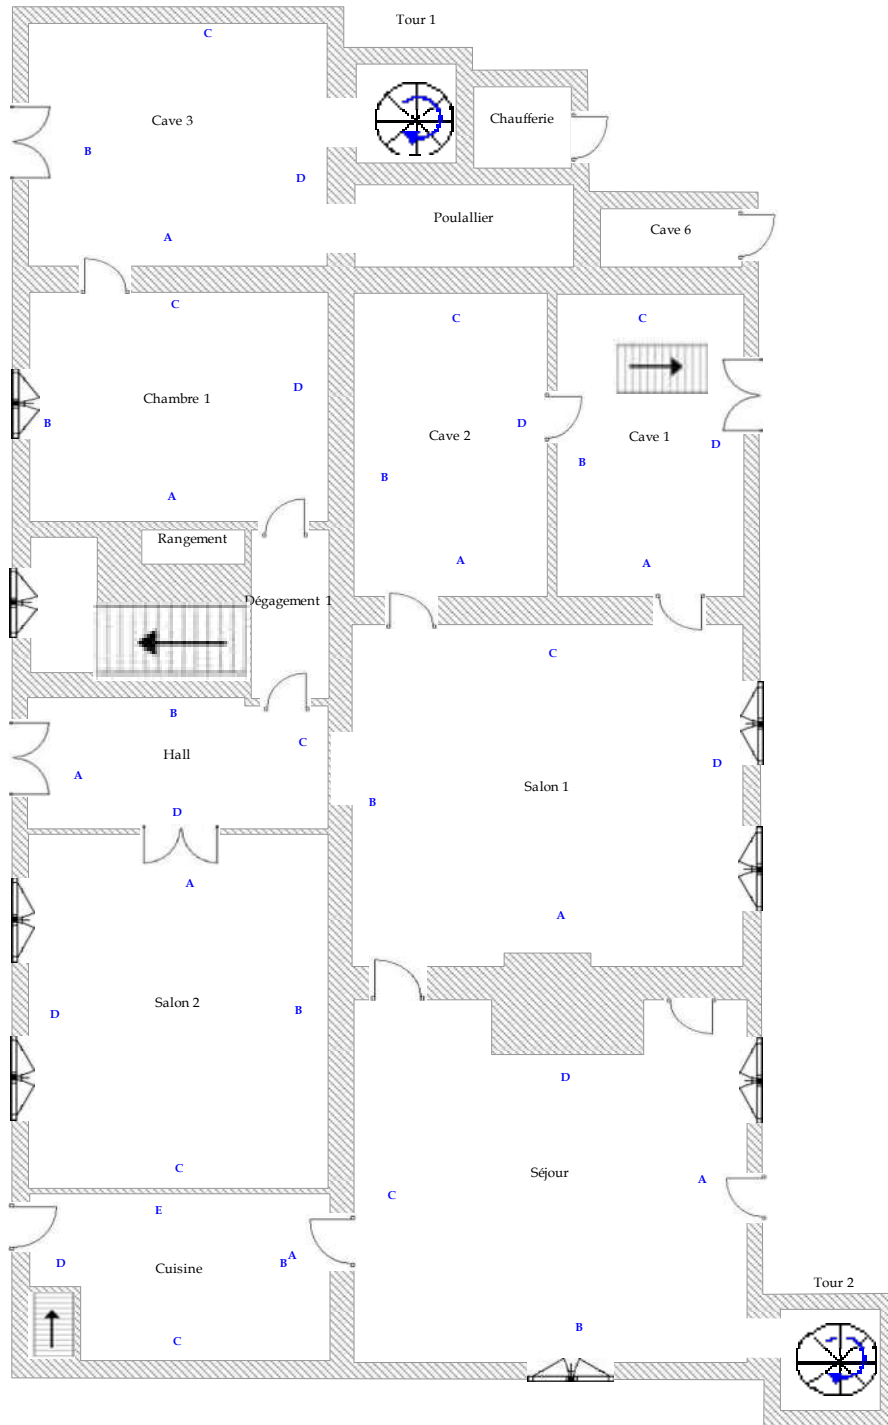 Tour 1
C
Cave 3
Chaufferie
B
D
Poulallier
Cave 6
A
C
C
C
Chambre 1
D
B
Cave 2
D
Cave 1
D
B
B
A
A
A
Rangement
Dégagement 1
C
B
C
Hall
A
D
D
B
Salon 1
A
A
Salon 2
D
B
D
C
Séjour
A
C
E
Cuisine
D
A
B
C
B
Tour 2